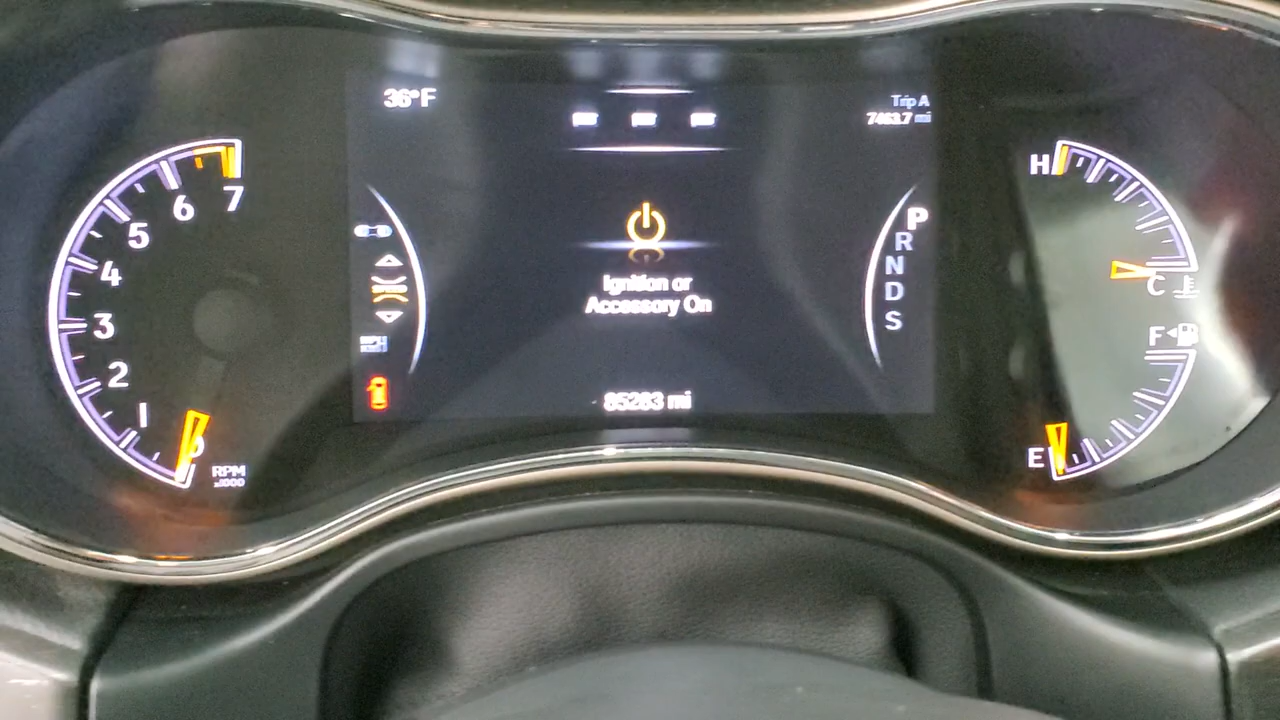 36°F
Trip A
7463.7 mi
7
6
5
4
3
2
1
0
RPM
x1000
Ignition or
Accessory On
85283 mi
P
R
N
D
S
H
C
F
E